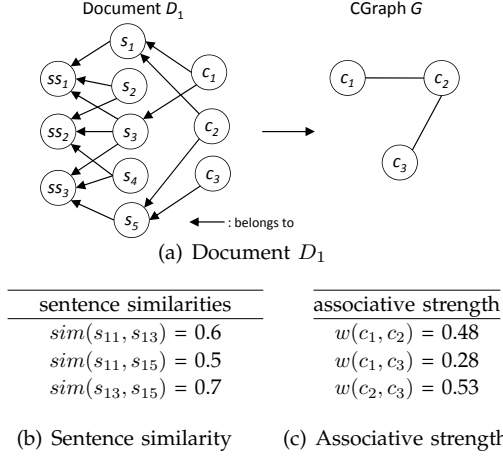 Document D1
CGraph G
s1
c1
ss1
s2
c1
c2
ss2
s3
c2
ss3
s4
c3
c3
s5
: belongs to
(a) Document D1
sentence similarities
sim(s11, s13) = 0.6
sim(s11, s15) = 0.5
sim(s13, s15) = 0.7
(b) Sentence similarity
associative strength
w(c1, c2) = 0.48
w(c1, c3) = 0.28
w(c2, c3) = 0.53
(c) Associative strength